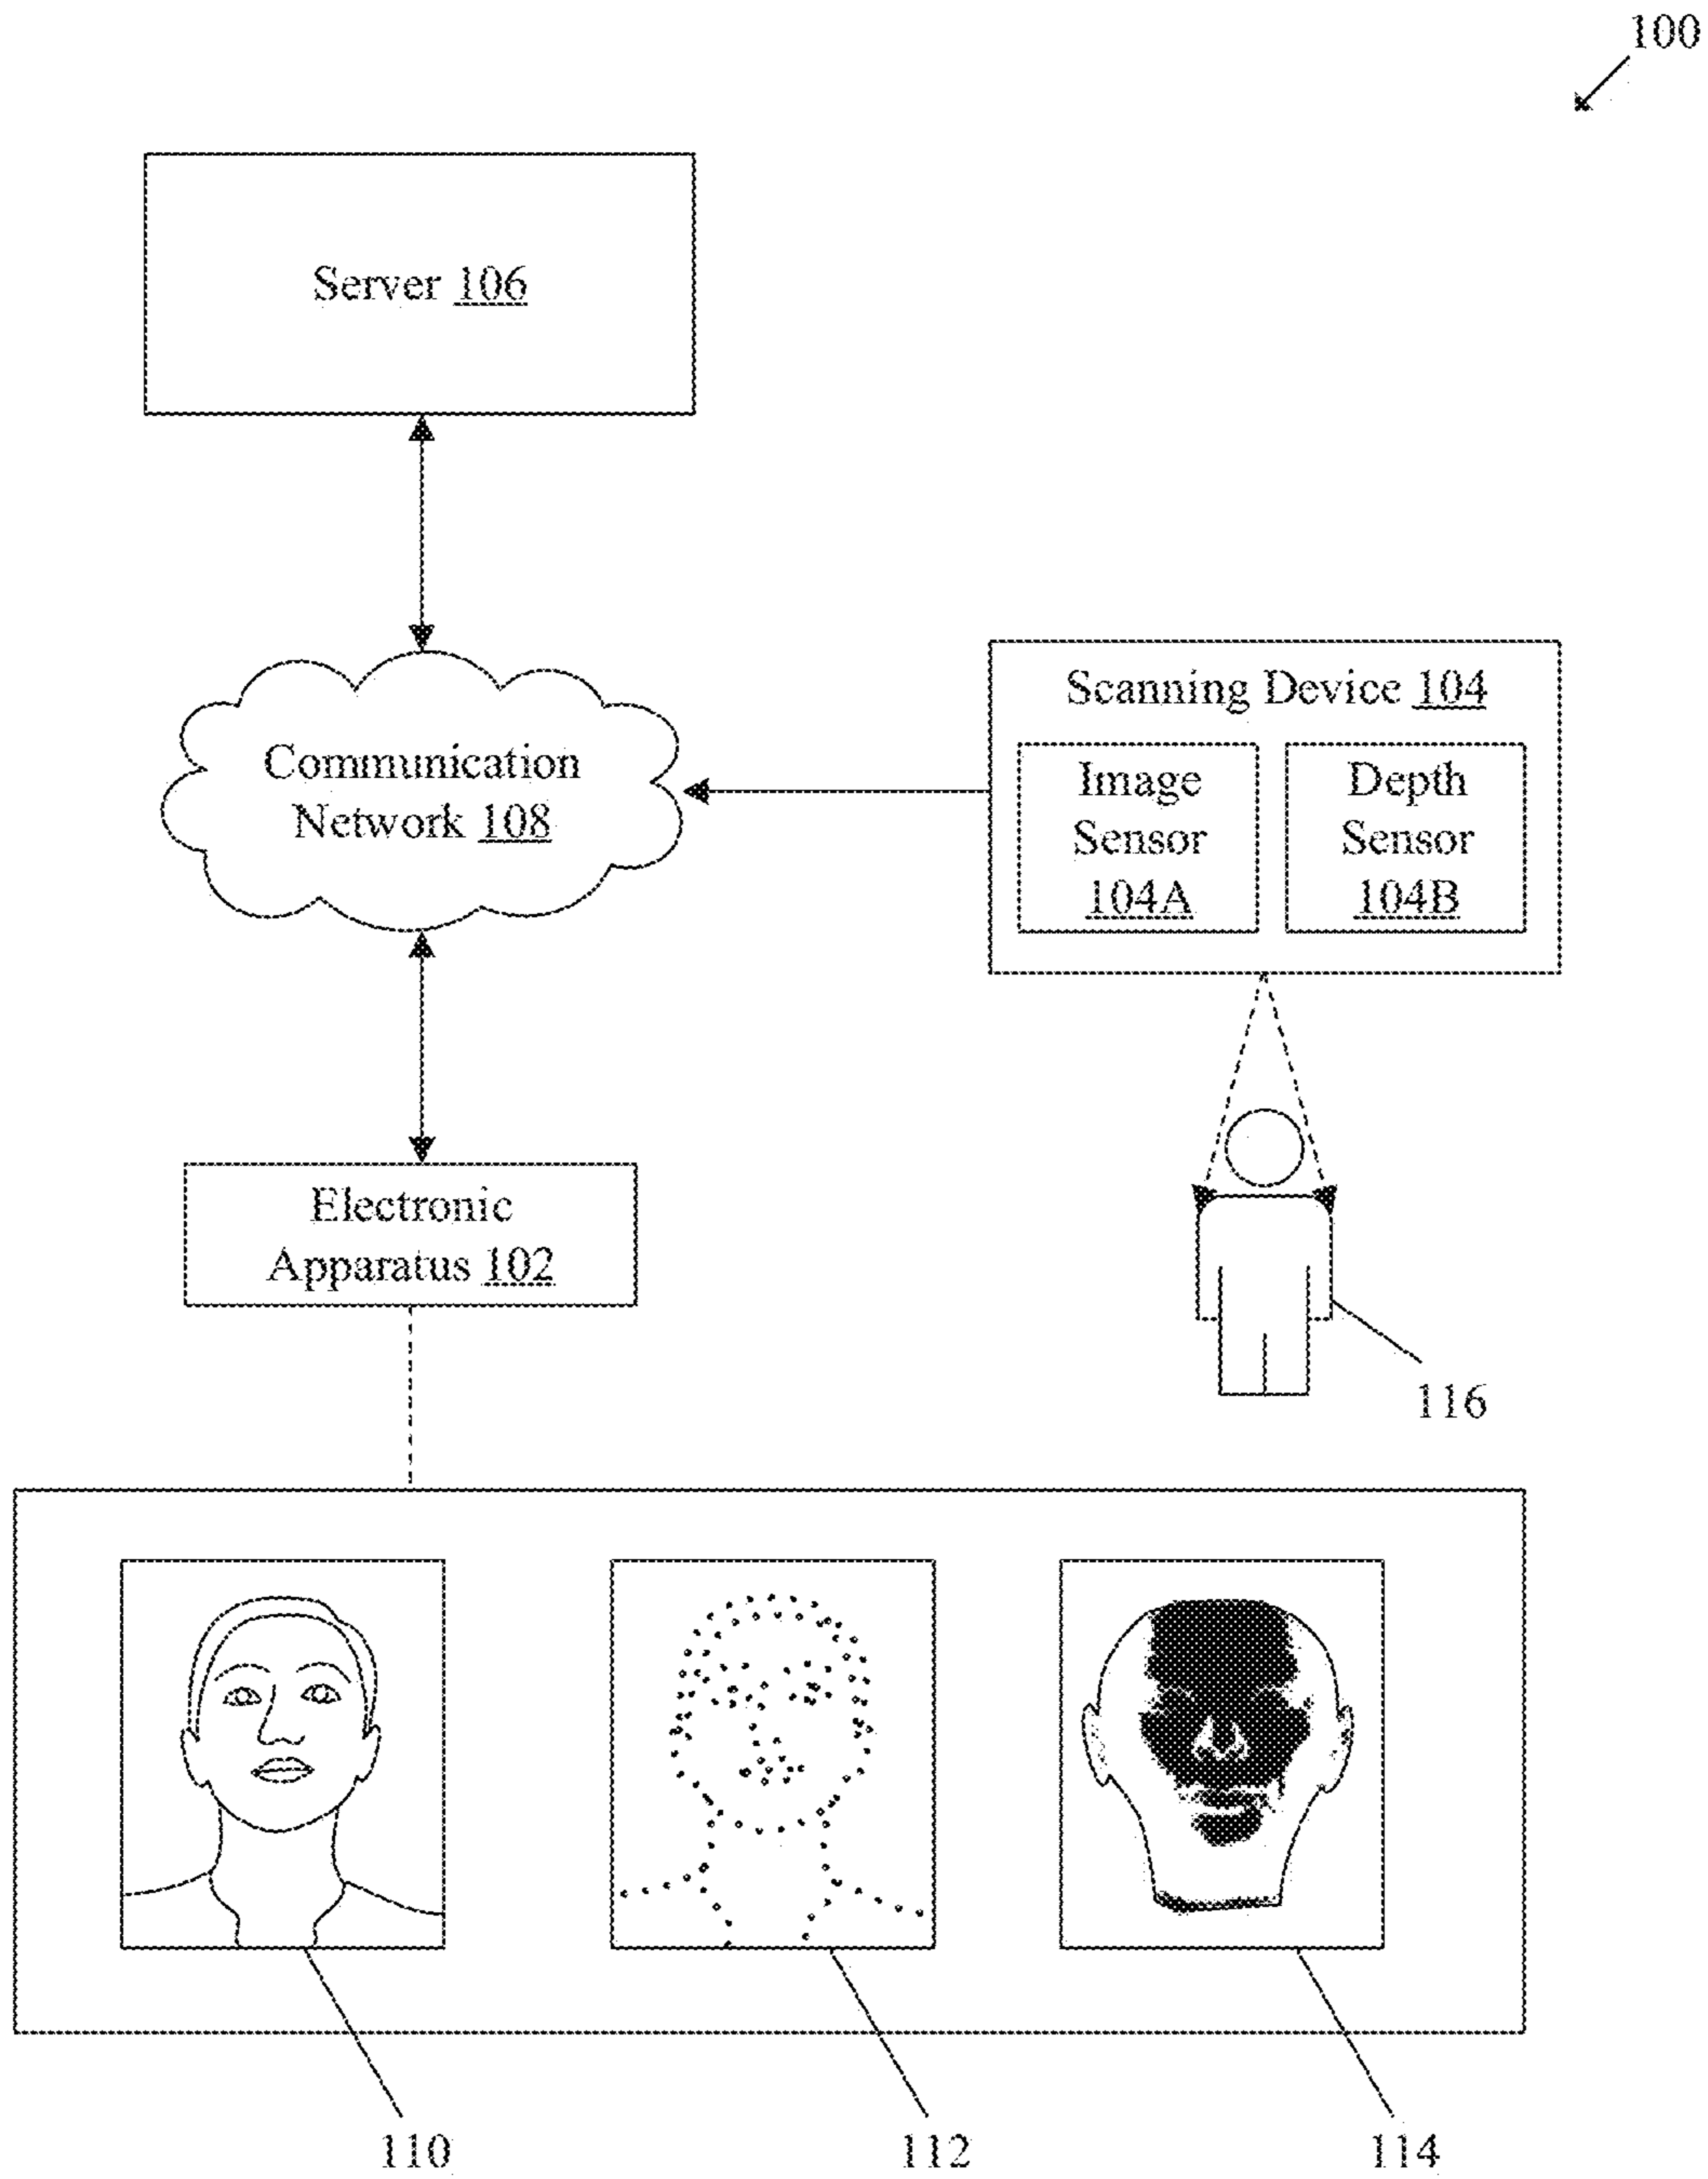 100
Server 106
Scanning Device 104
Communication
Network 108
Image
Sensor
104A
Depth
Sensor
104B
Electronic
Apparatus 102
116
110
112
114